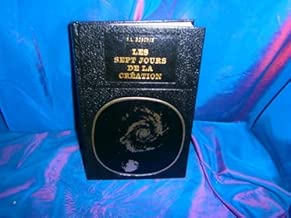 LES
SEPT JOURS
DE LA
CRÉATION